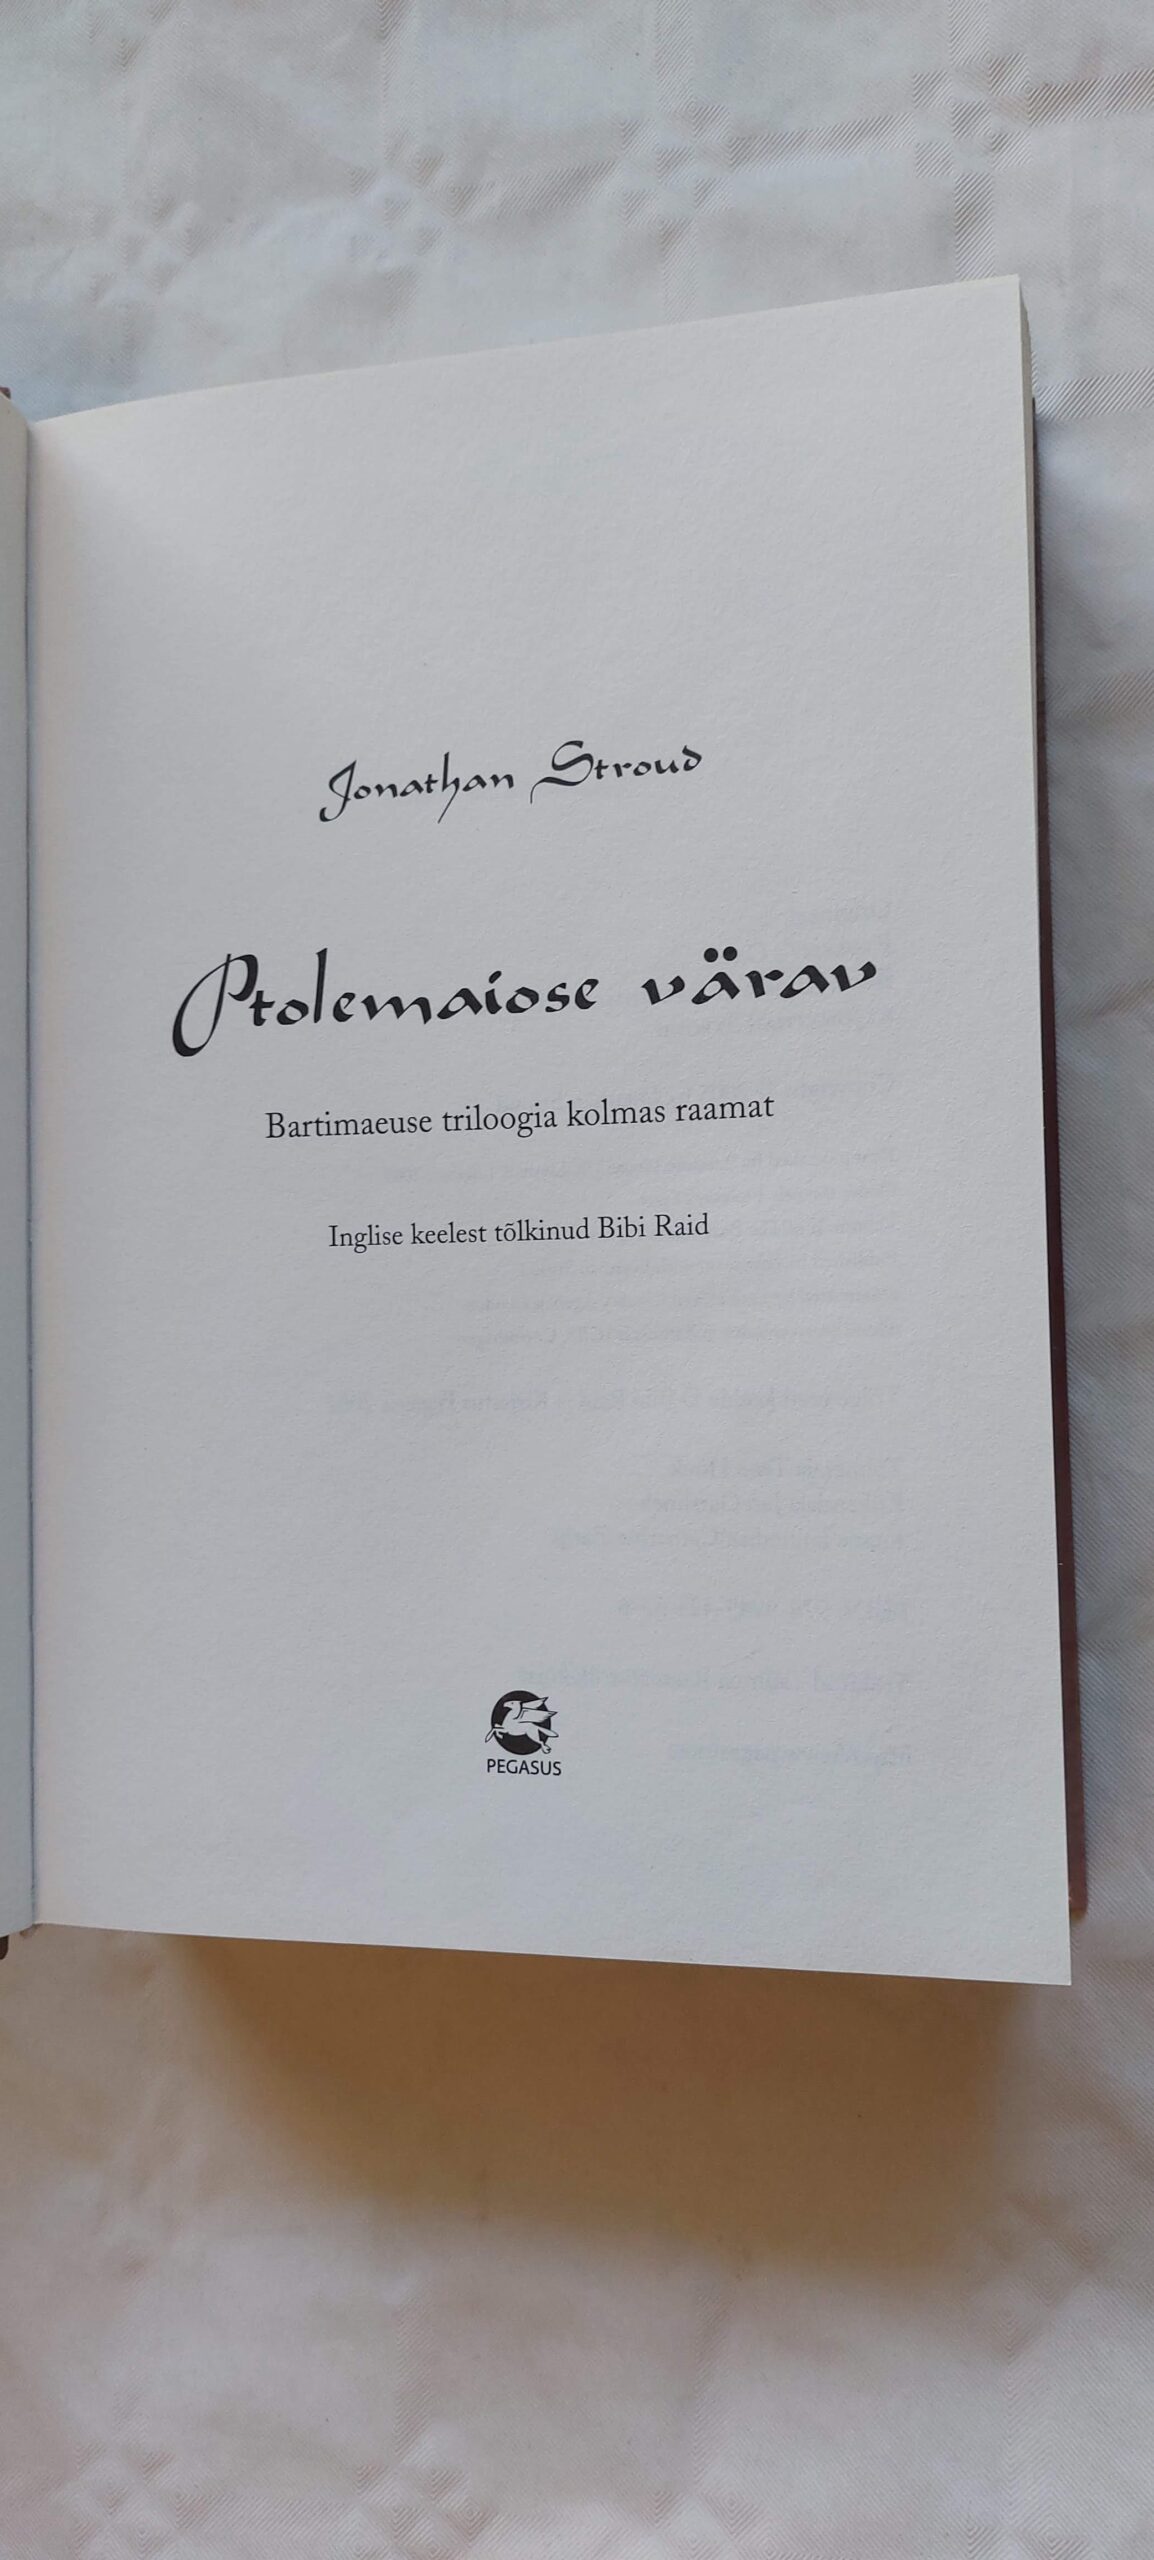 Jonathan Stroud
Ptolemaiose värav
Bartimaeuse triloogia kolmas raamat
Inglise keelest tõlkinud Bibi Raid
PEGASUS